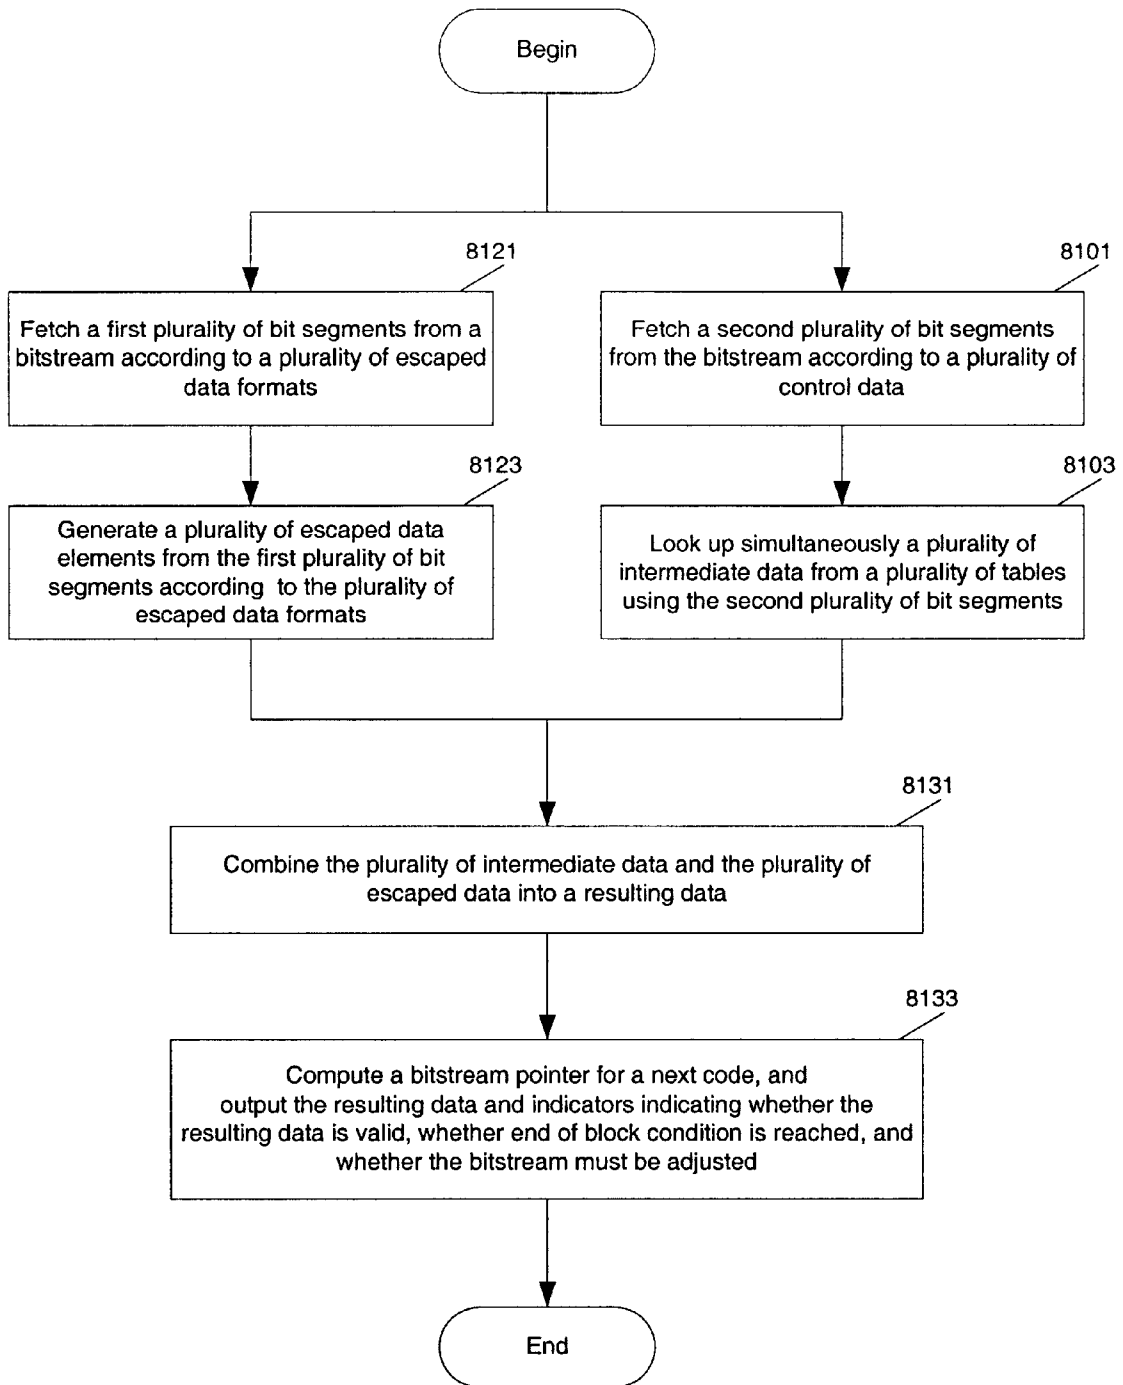 Begin
8121
Fetch a first plurality of bit segments from a
bitstream according to a plurality of escaped
data formats
8101
Fetch a second plurality of bit segments
from the bitstream according to a plurality of
control data
8123
Generate a plurality of escaped data
elements from the first plurality of bit
segments according to the plurality of
escaped data formats
8103
Look up simultaneously a plurality of
intermediate data from a plurality of tables
using the second plurality of bit segments
8131
Combine the plurality of intermediate data and the plurality of
escaped data into a resulting data
8133
Compute a bitstream pointer for a next code, and
output the resulting data and indicators indicating whether the
resulting data is valid, whether end of block condition is reached, and
whether the bitstream must be adjusted
End